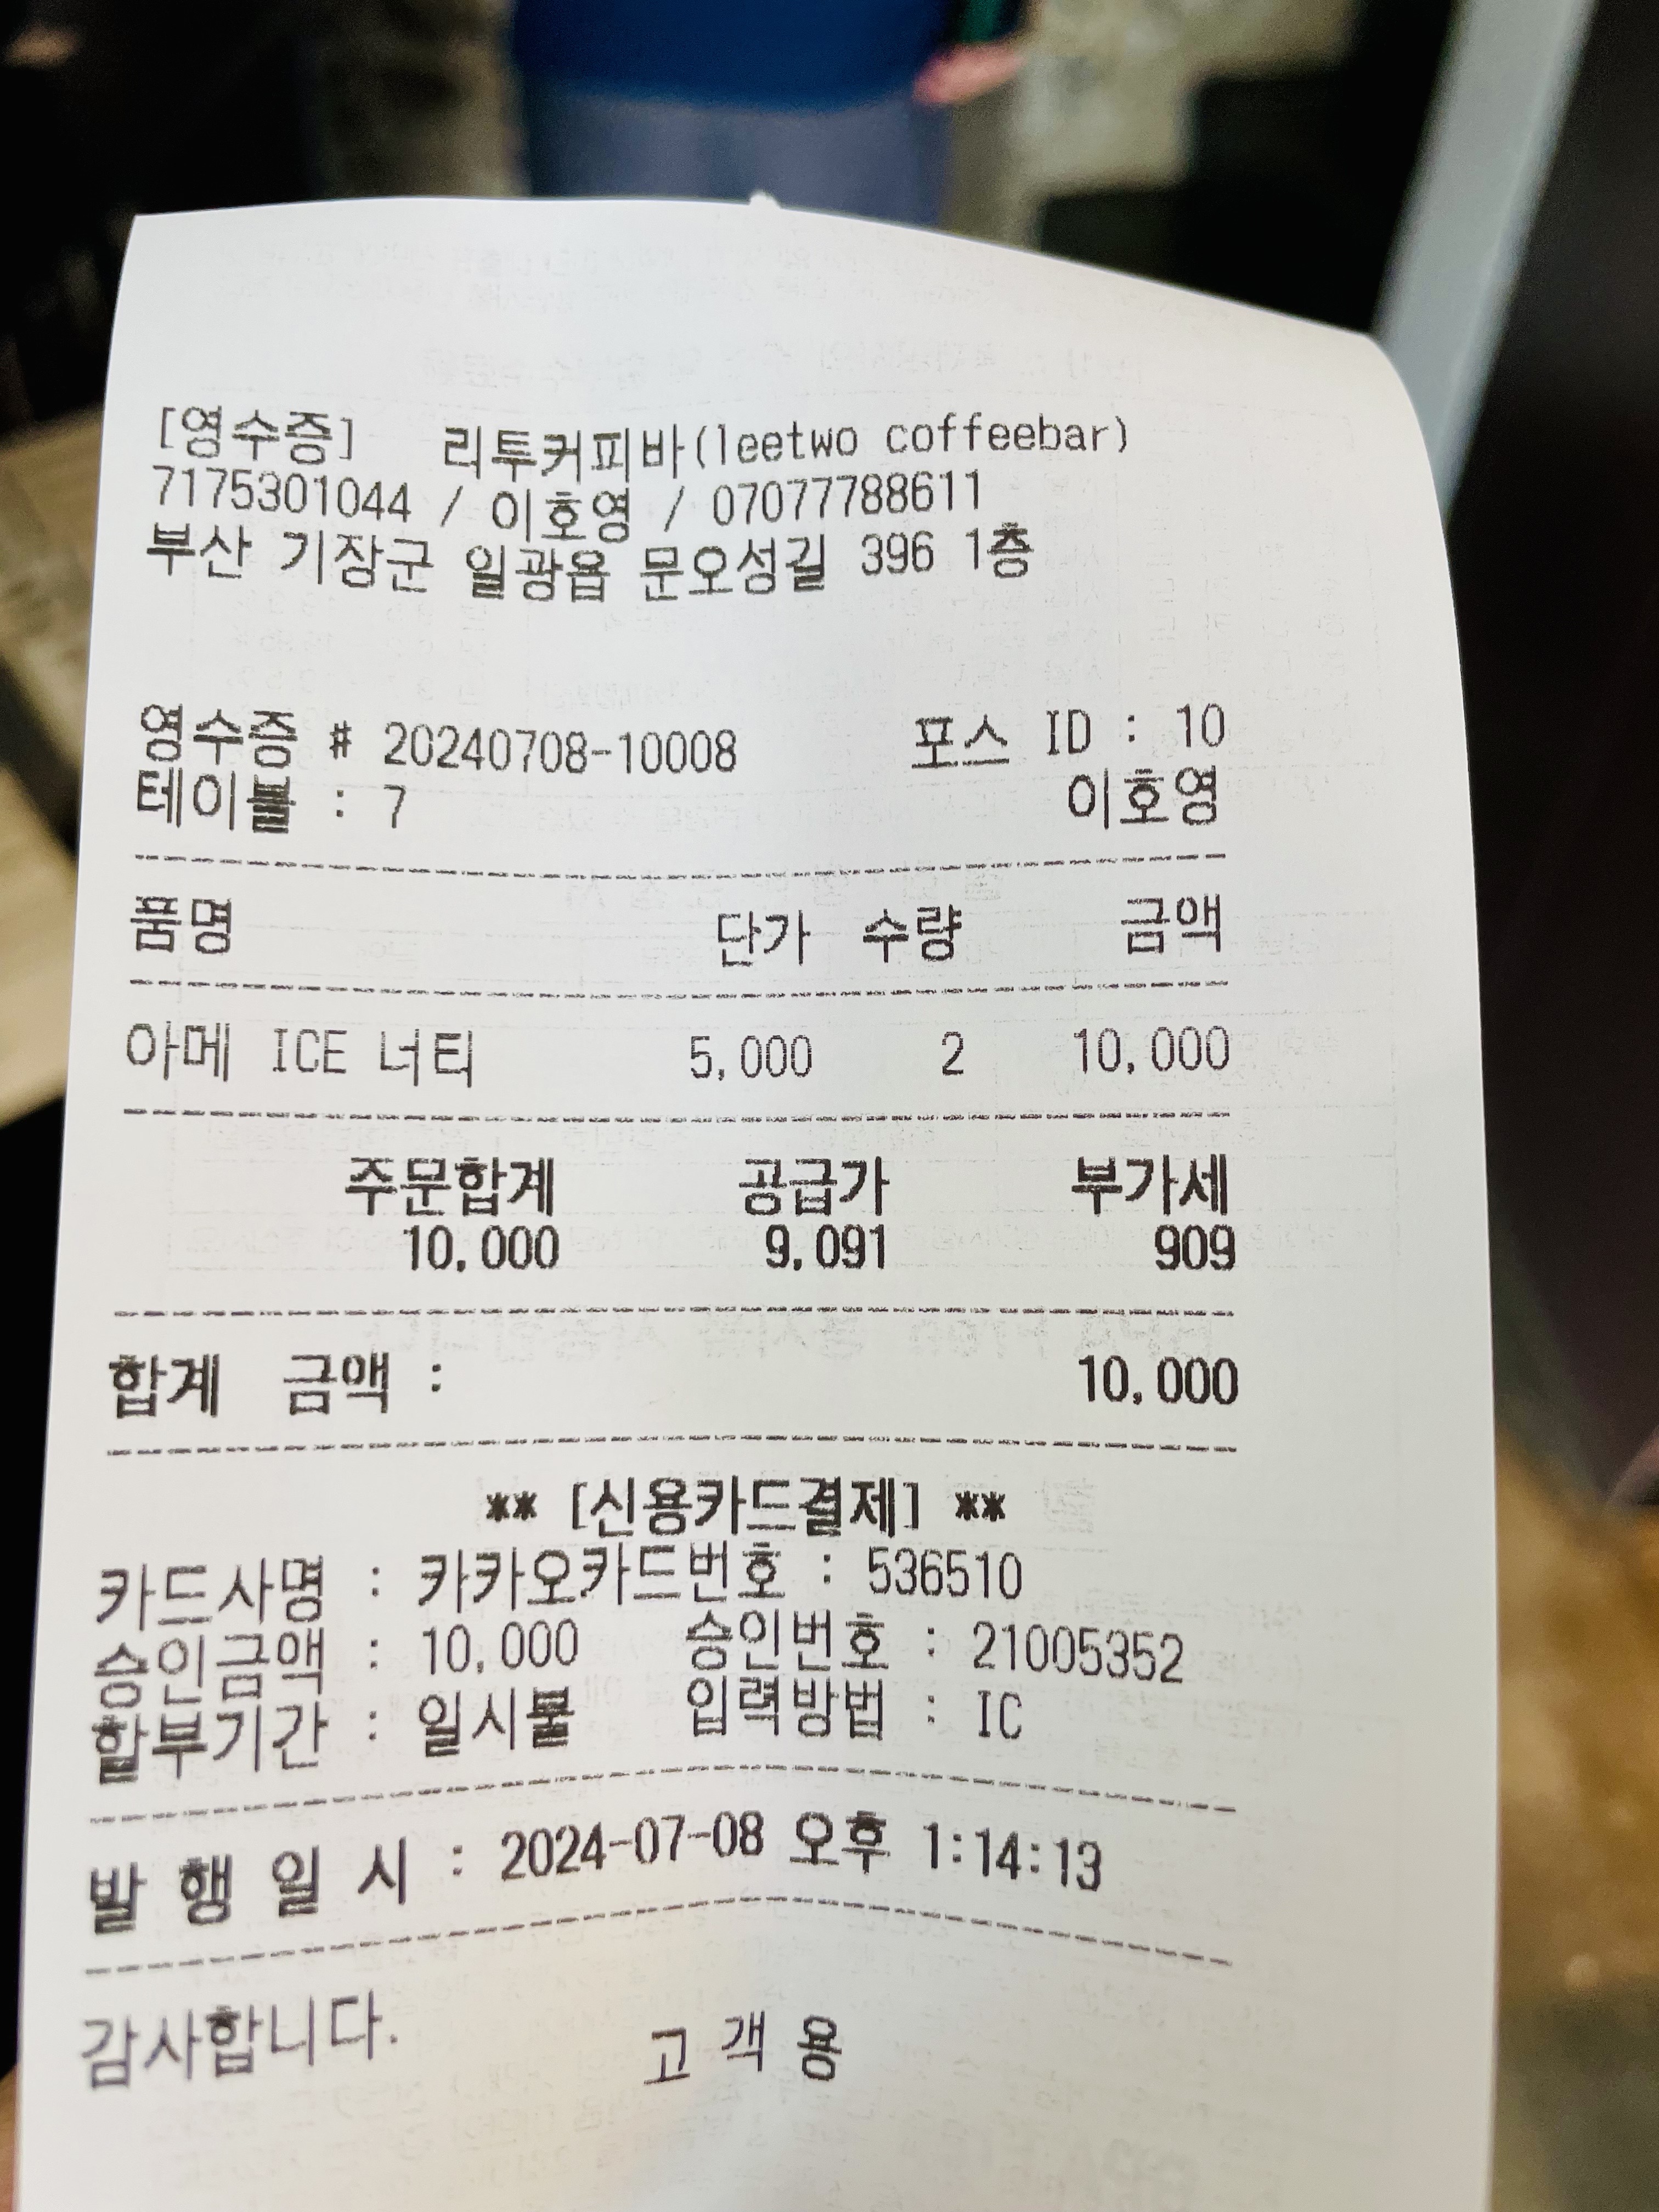 [영수증] 리투커피바(leetwo coffeebar)
7175301044 / 이호영 / 07077788611
부산 기장군 일광읍 문오성길 396 1층
영수증 # 20240708-10008 포스 ID : 10
테이블 : 7 이호영
품명 단가 수량 금액
아메 ICE 너티 5,000 2 10,000
주문합계 공급가 부가세
10,000 9,091 909
합계 금액 : 10,000
** [신용카드결제] **
카드사명 : 카카오카드번호 : 536510
승인금액 : 10,000 승인번호 : 21005352
할부기간 : 일시불 입력방법 : IC
발 행 일 시 : 2024-07-08 오후 1:14:13
감사합니다. 고 객 용